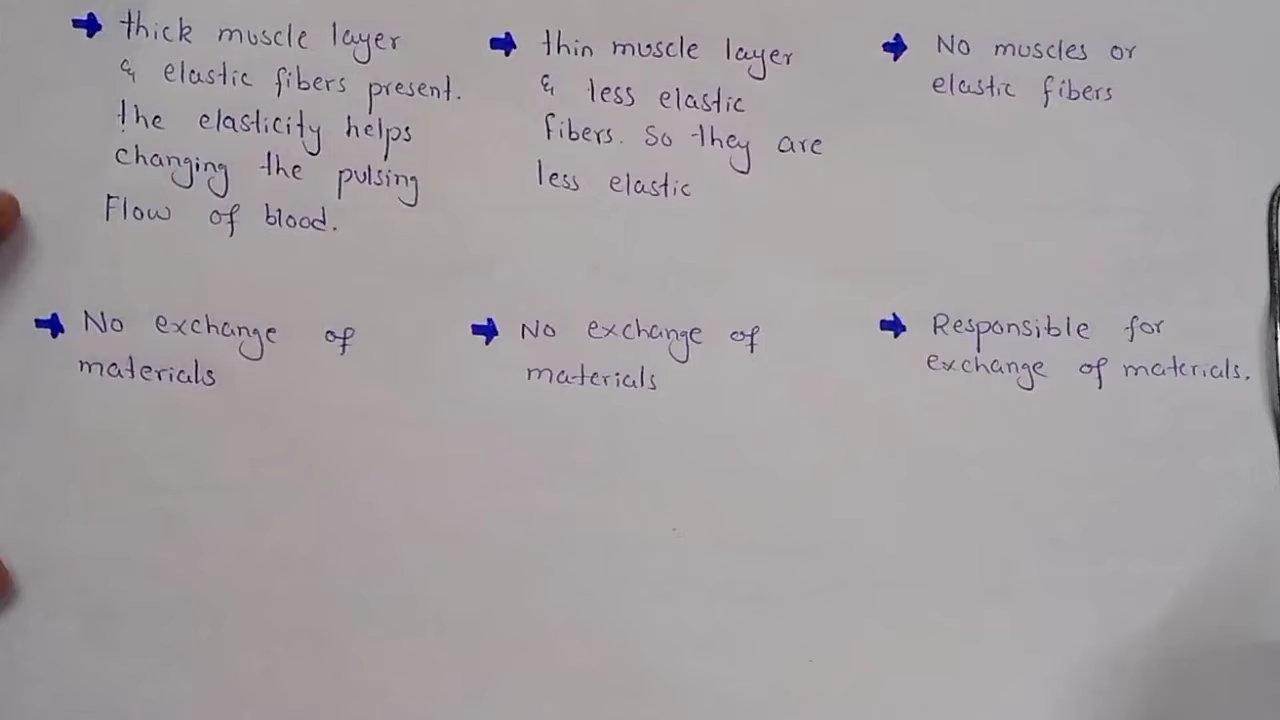 ➡ thick muscle layer
& elastic fibers present.
the elasticity helps
changing the pulsing
Flow of blood.
➡ thin muscle layer
& less elastic
fibers. So they are
less elastic
➡ No muscles or
elastic fibers
➡ No exchange of
materials
➡ No exchange of
materials
➡ Responsible for
exchange of materials.